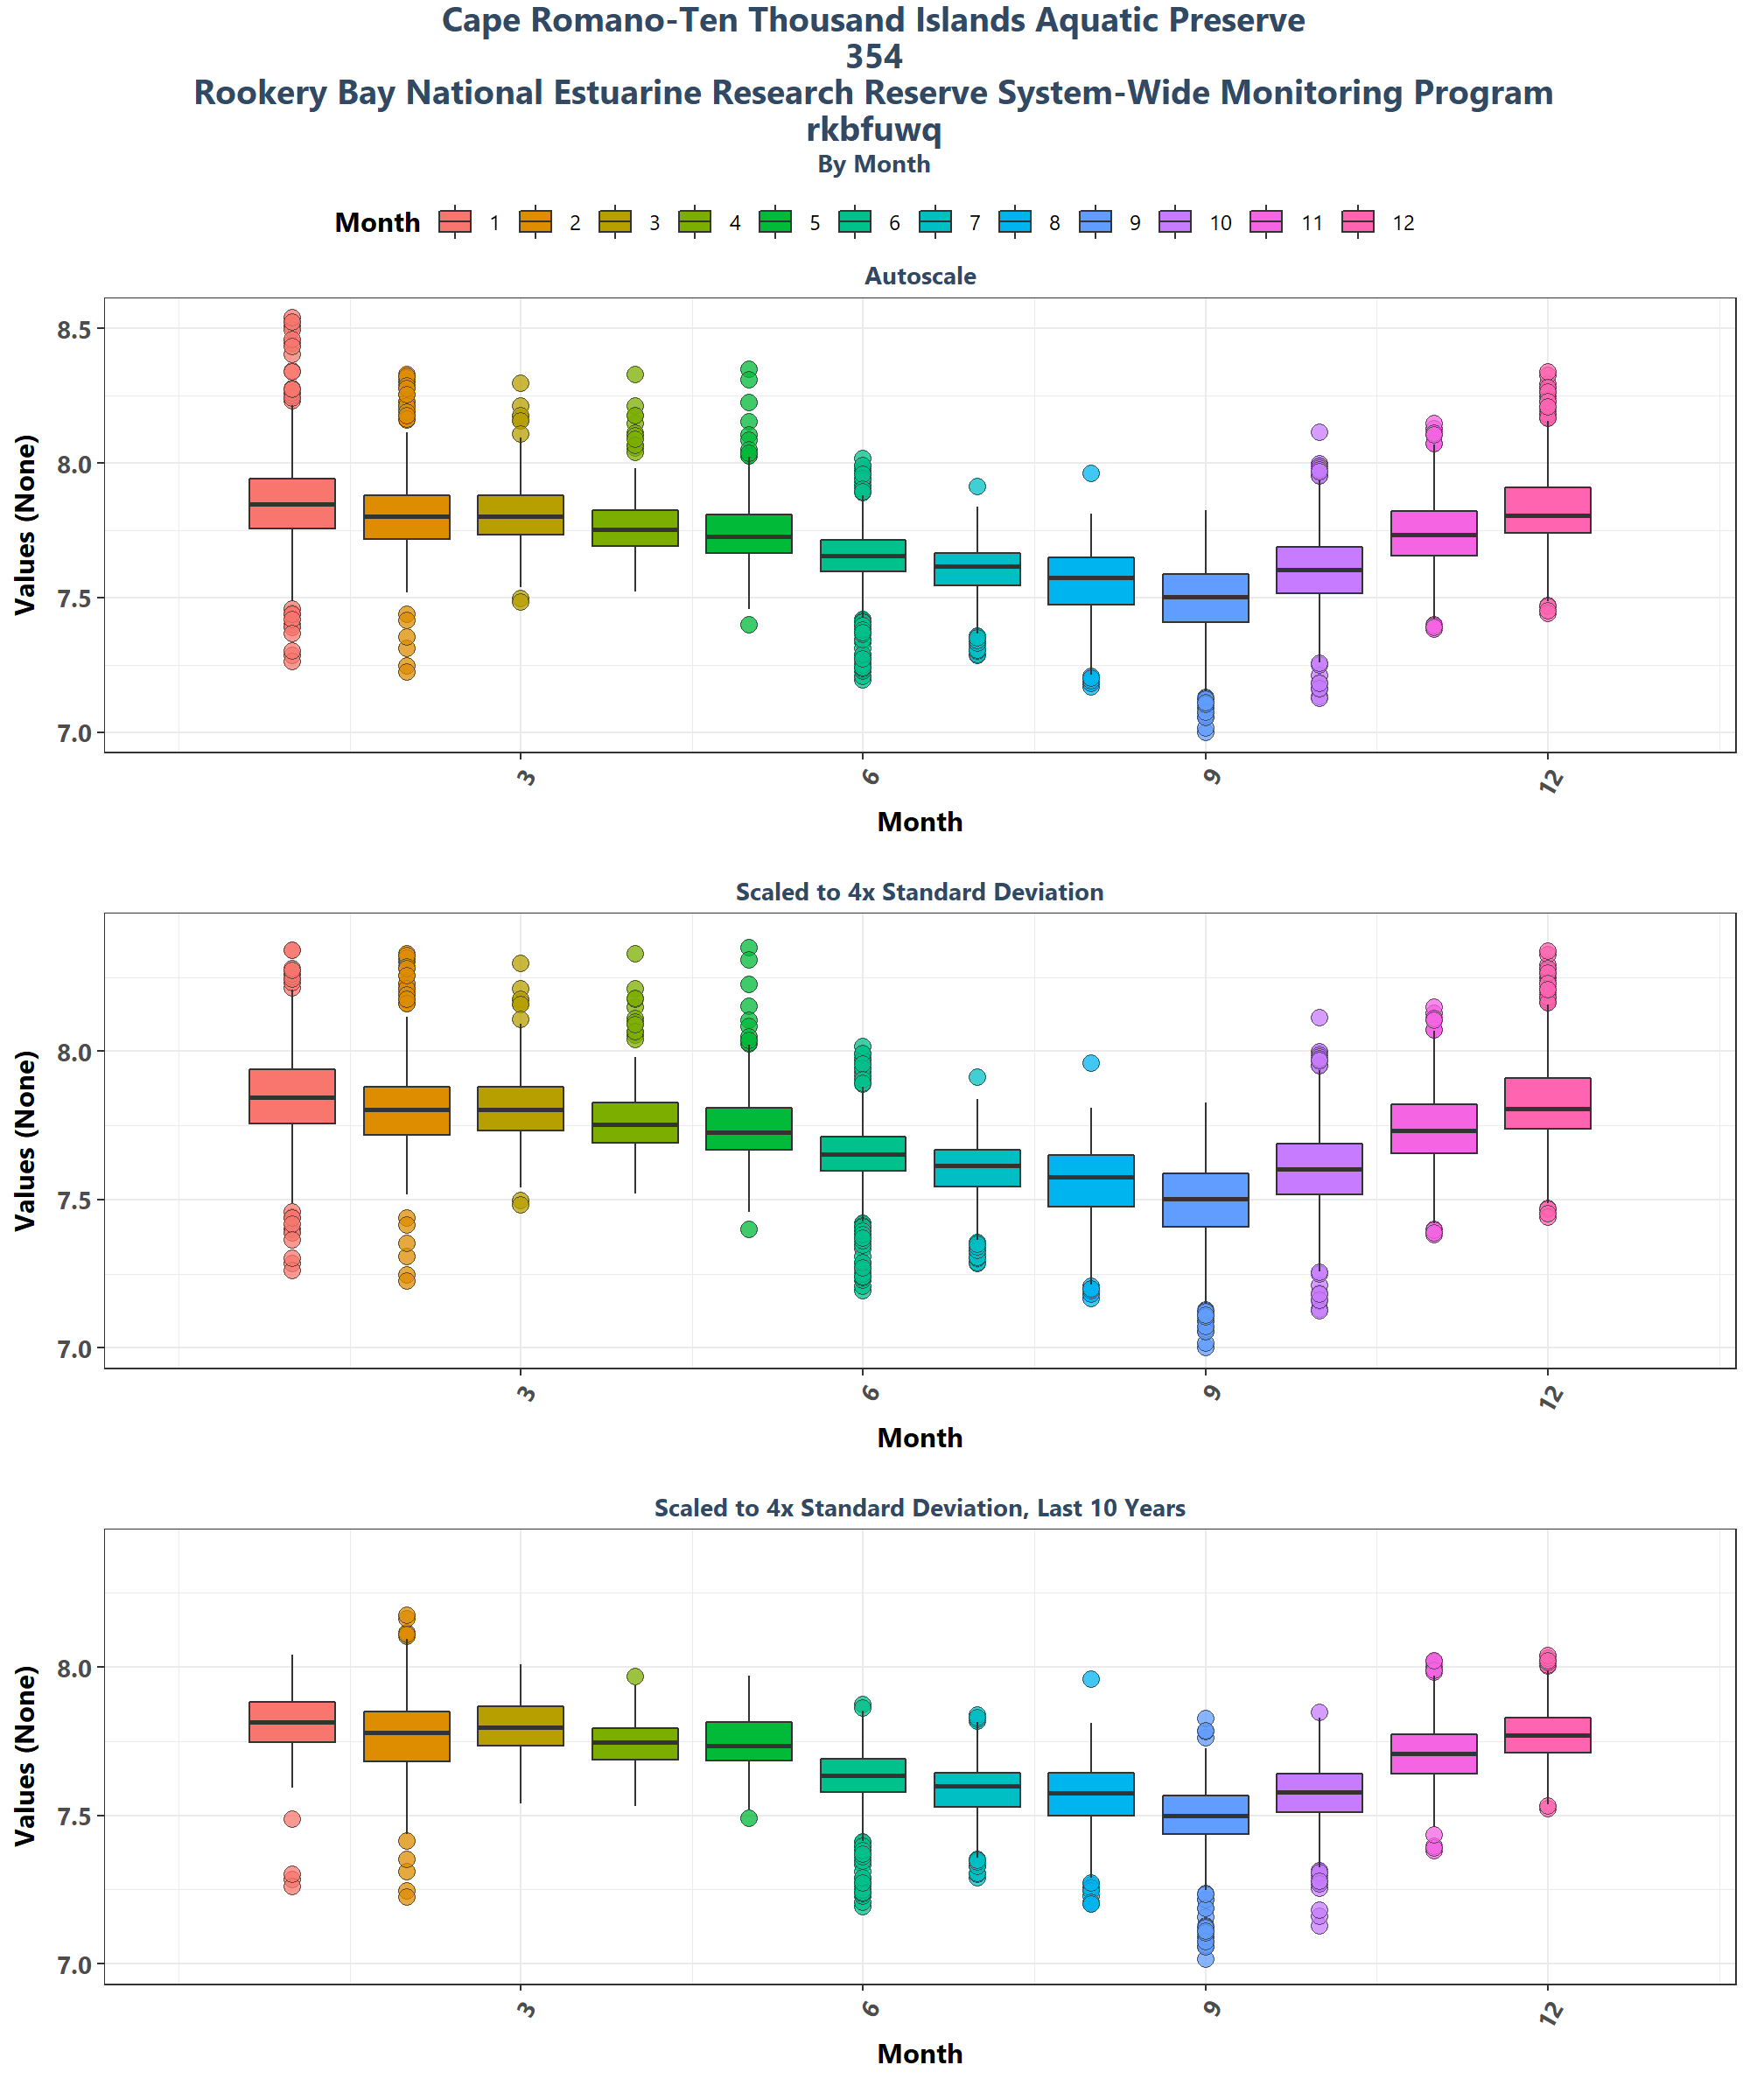 Cape Romano-Ten Thousand Islands Aquatic Preserve
354
Rookery Bay National Estuarine Research Reserve System-Wide Monitoring Program
rkbfuwq
By Month
Month 1 2 3 4 5 6 7 8 9 10 11 12
Autoscale
Values (None)
8.5
8.0
7.5
7.0
3 6 9 12
Month
Scaled to 4x Standard Deviation
Values (None)
8.0
7.5
7.0
3 6 9 12
Month
Scaled to 4x Standard Deviation, Last 10 Years
Values (None)
8.0
7.5
7.0
3 6 9 12
Month